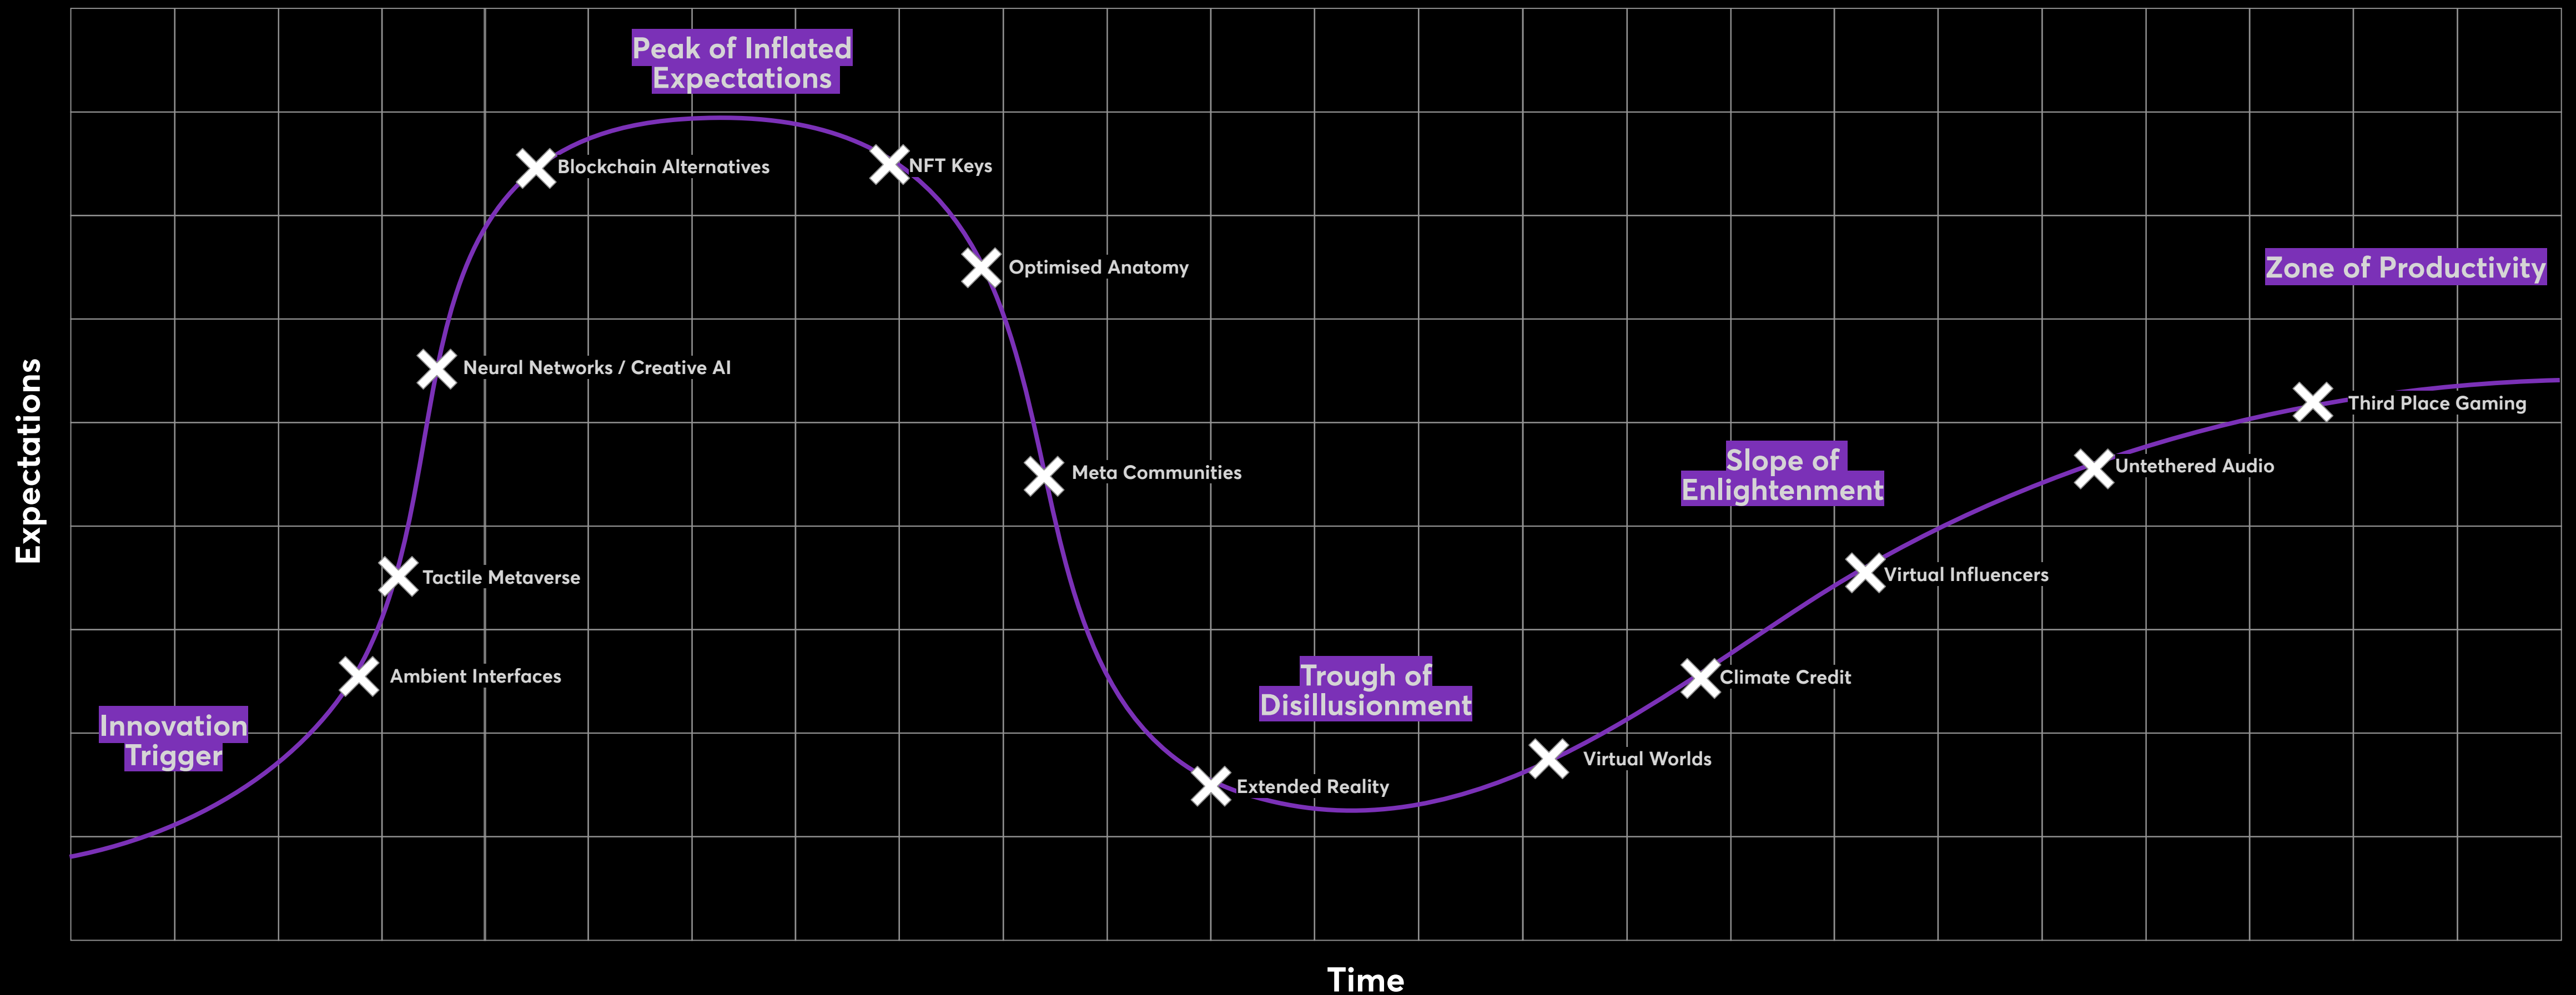 Peak of Inflated
Expectations
Blockchain Alternatives
NFT Keys
Optimised Anatomy
Zone of Productivity
Neural Networks / Creative AI
Third Place Gaming
Expectations
Slope of
Enlightenment
Untethered Audio
Meta Communities
Tactile Metaverse
Virtual Influencers
Ambient Interfaces
Trough of
Disillusionment
Climate Credit
Innovation
Trigger
Virtual Worlds
Extended Reality
Time